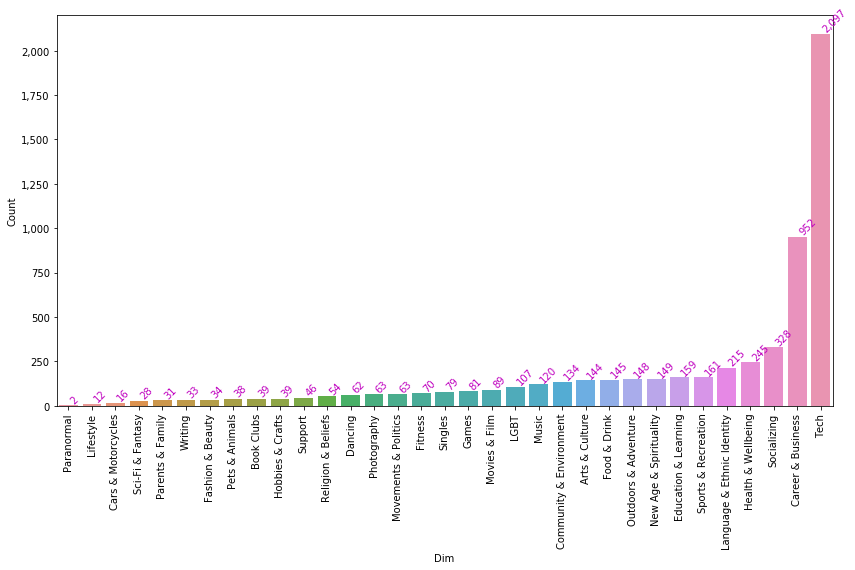 2,000
1,750
1,500
1,250
1,000
750
500
250
0
Count
2
12
16
28
31
33
34
38
39
39
46
54
62
63
63
70
79
81
89
107
120
134
144
145
148
149
159
161
215
245
328
952
2,097
Paranormal
Lifestyle
Cars & Motorcycles
Sci-Fi & Fantasy
Parents & Family
Writing
Fashion & Beauty
Pets & Animals
Book Clubs
Hobbies & Crafts
Support
Religion & Beliefs
Dancing
Photography
Movements & Politics
Fitness
Singles
Games
Movies & Film
LGBT
Music
Community & Environment
Arts & Culture
Food & Drink
Outdoors & Adventure
New Age & Spirituality
Education & Learning
Sports & Recreation
Language & Ethnic Identity
Health & Wellbeing
Socializing
Career & Business
Tech
Dim